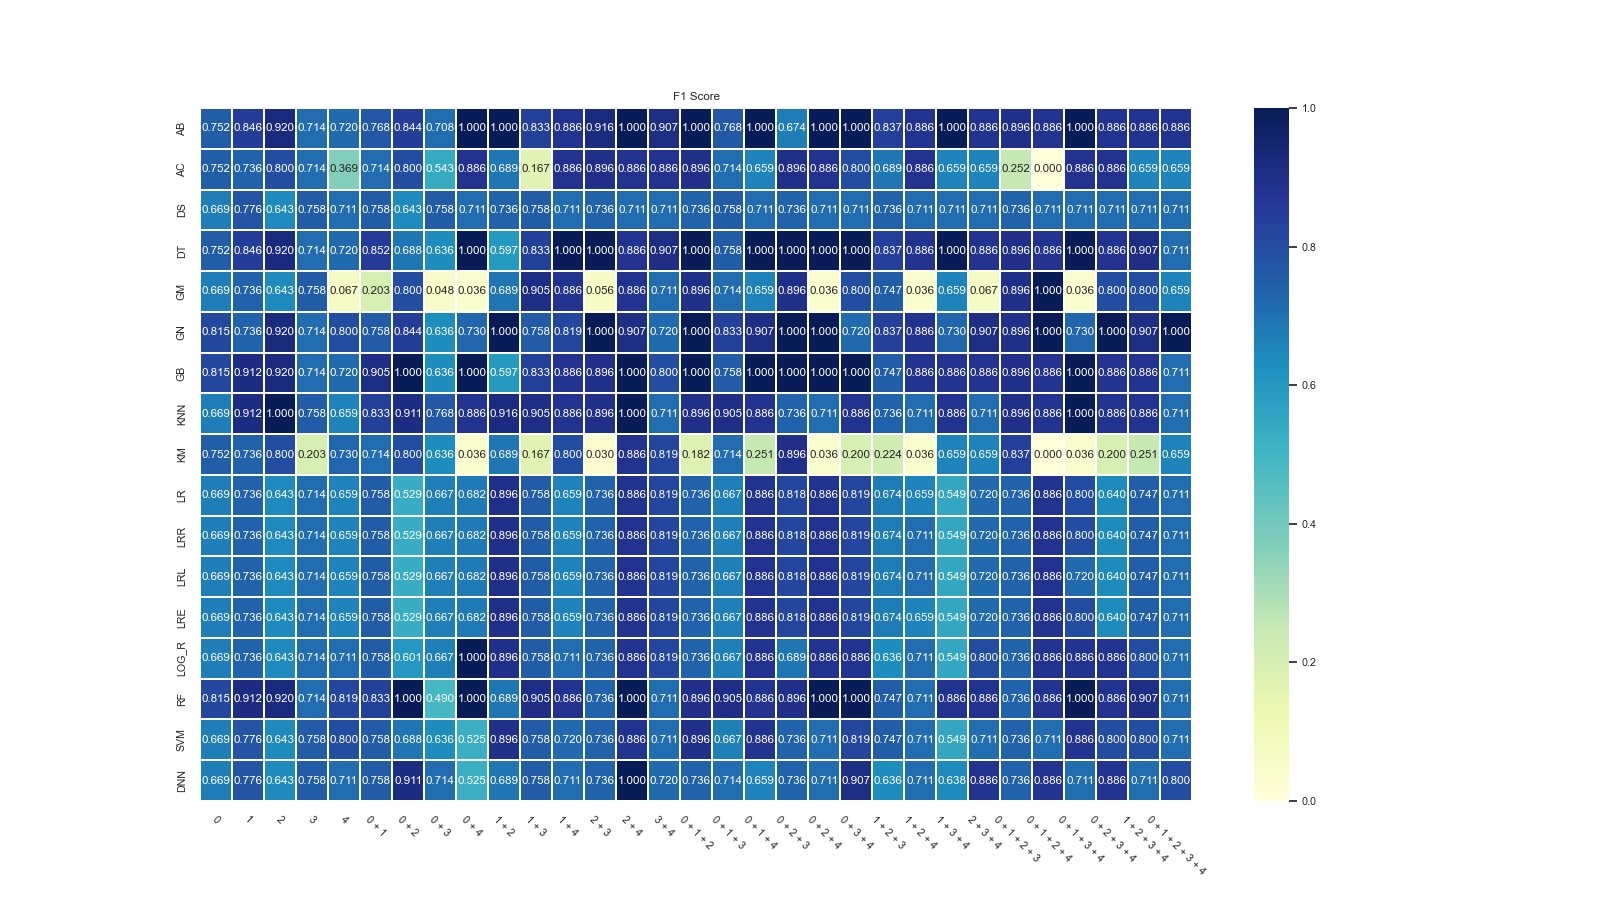 F1 Score
AB 0.752 0.846 0.920 0.714 0.720 0.768 0.844 0.708 1.000 1.000 0.833 0.886 0.916 1.000 0.907 1.000 0.768 1.000 0.674 1.000 1.000 0.837 0.886 1.000 0.886 0.896 0.886 1.000 0.886 0.886 0.886
AC 0.752 0.736 0.800 0.714 0.369 0.714 0.800 0.543 0.886 0.689 0.167 0.886 0.896 0.886 0.886 0.896 0.714 0.659 0.896 0.886 0.800 0.689 0.886 0.659 0.659 0.252 0.000 0.886 0.886 0.659 0.659
DS 0.669 0.776 0.643 0.758 0.711 0.758 0.643 0.758 0.711 0.736 0.758 0.711 0.736 0.711 0.711 0.736 0.758 0.711 0.736 0.711 0.711 0.736 0.711 0.711 0.711 0.736 0.711 0.711 0.711 0.711 0.711
DT 0.752 0.846 0.920 0.714 0.720 0.852 0.688 0.636 1.000 0.597 0.833 1.000 1.000 0.886 0.907 1.000 0.758 1.000 1.000 1.000 1.000 0.837 0.886 1.000 0.886 0.896 0.886 1.000 0.886 0.907 0.711
GM 0.669 0.736 0.643 0.758 0.067 0.203 0.800 0.048 0.036 0.689 0.905 0.886 0.056 0.886 0.711 0.896 0.714 0.659 0.896 0.036 0.800 0.747 0.036 0.659 0.067 0.896 1.000 0.036 0.800 0.800 0.659
GN 0.815 0.736 0.920 0.714 0.800 0.758 0.844 0.636 0.730 1.000 0.758 0.819 1.000 0.907 0.720 1.000 0.833 0.907 1.000 1.000 0.720 0.837 0.886 0.730 0.907 0.896 1.000 0.730 1.000 0.907 1.000
GB 0.815 0.912 0.920 0.714 0.720 0.905 1.000 0.636 1.000 0.597 0.833 0.886 0.896 1.000 0.800 1.000 0.758 1.000 1.000 1.000 1.000 0.747 0.886 0.886 0.886 0.896 0.886 1.000 0.886 0.886 0.711
KNN 0.669 0.912 1.000 0.758 0.659 0.833 0.911 0.768 0.886 0.916 0.905 0.886 0.896 1.000 0.711 0.896 0.905 0.886 0.736 0.711 0.886 0.736 0.711 0.886 0.711 0.896 0.886 1.000 0.886 0.886 0.711
KM 0.752 0.736 0.800 0.203 0.730 0.714 0.800 0.636 0.036 0.689 0.167 0.800 0.030 0.886 0.819 0.182 0.714 0.251 0.896 0.036 0.200 0.224 0.036 0.659 0.659 0.837 0.000 0.036 0.200 0.251 0.659
LR 0.669 0.736 0.643 0.714 0.659 0.758 0.529 0.667 0.682 0.896 0.758 0.659 0.736 0.886 0.819 0.736 0.667 0.886 0.818 0.886 0.819 0.674 0.659 0.549 0.720 0.736 0.886 0.800 0.640 0.747 0.711
LRR 0.669 0.736 0.643 0.714 0.659 0.758 0.529 0.667 0.682 0.896 0.758 0.659 0.736 0.886 0.819 0.736 0.667 0.886 0.818 0.886 0.819 0.674 0.711 0.549 0.720 0.736 0.886 0.800 0.640 0.747 0.711
LRL 0.669 0.736 0.643 0.714 0.659 0.758 0.529 0.667 0.682 0.896 0.758 0.659 0.736 0.886 0.819 0.736 0.667 0.886 0.818 0.886 0.819 0.674 0.711 0.549 0.720 0.736 0.886 0.720 0.640 0.747 0.711
LRE 0.669 0.736 0.643 0.714 0.659 0.758 0.529 0.667 0.682 0.896 0.758 0.659 0.736 0.886 0.819 0.736 0.667 0.886 0.818 0.886 0.819 0.674 0.659 0.549 0.720 0.736 0.886 0.800 0.640 0.747 0.711
LOG_R 0.669 0.736 0.643 0.714 0.711 0.758 0.601 0.667 1.000 0.896 0.758 0.711 0.736 0.886 0.819 0.736 0.667 0.886 0.689 0.886 0.886 0.636 0.711 0.549 0.800 0.736 0.886 0.886 0.886 0.800 0.711
RF 0.815 0.912 0.920 0.714 0.819 0.833 1.000 0.490 1.000 0.689 0.905 0.886 0.736 1.000 0.711 0.896 0.905 0.886 0.896 1.000 1.000 0.747 0.711 0.886 0.886 0.736 0.886 1.000 0.886 0.907 0.711
SVM 0.669 0.776 0.643 0.758 0.800 0.758 0.688 0.636 0.525 0.896 0.758 0.720 0.736 0.886 0.711 0.896 0.667 0.886 0.736 0.711 0.819 0.747 0.711 0.549 0.711 0.736 0.711 0.886 0.800 0.800 0.711
DNN 0.669 0.776 0.643 0.758 0.711 0.758 0.911 0.714 0.525 0.689 0.758 0.711 0.736 1.000 0.720 0.736 0.714 0.659 0.736 0.711 0.907 0.636 0.711 0.638 0.886 0.736 0.886 0.711 0.886 0.711 0.800
0
1
2
3
4
0 + 1
0 + 2
0 + 3
0 + 4
1 + 2
1 + 3
1 + 4
2 + 3
2 + 4
3 + 4
0 + 1 + 2
0 + 1 + 3
0 + 1 + 4
0 + 2 + 3
0 + 2 + 4
0 + 3 + 4
1 + 2 + 3
1 + 2 + 4
1 + 3 + 4
2 + 3 + 4
0 + 1 + 2 + 3
0 + 1 + 2 + 4
0 + 1 + 3 + 4
0 + 2 + 3 + 4
1 + 2 + 3 + 4
0 + 1 + 2 + 3 + 4
1.0
0.8
0.6
0.4
0.2
0.0